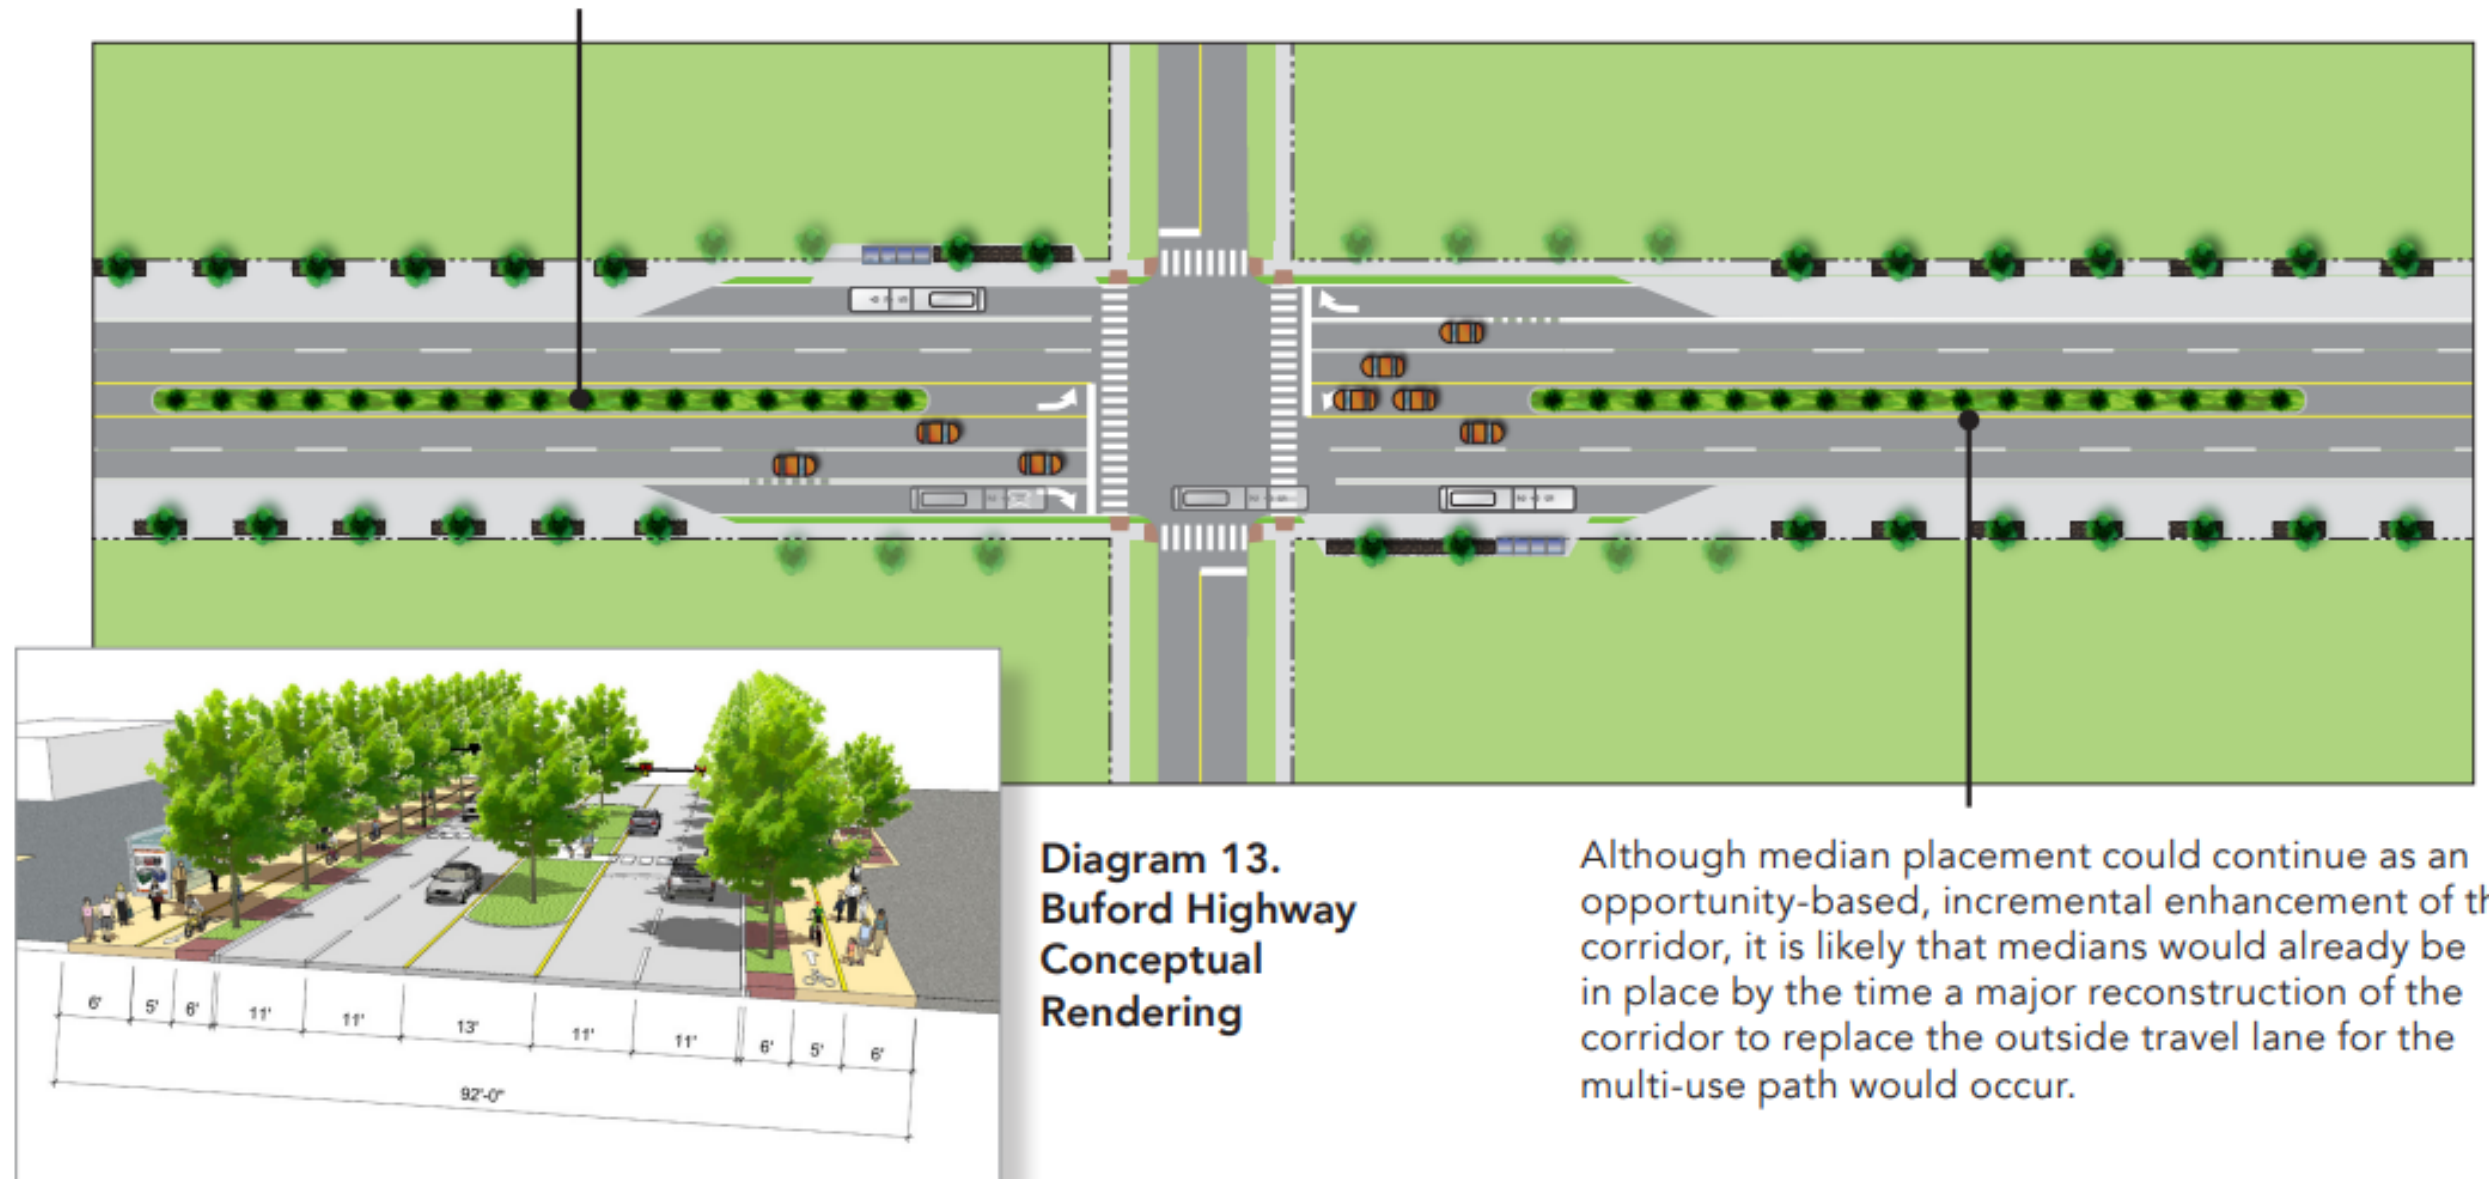 6' 5' 6' 11' 11' 13' 11' 11' 6' 5' 6'
92'-0"
Diagram 13.
Buford Highway
Conceptual
Rendering
Although median placement could continue as an
opportunity-based, incremental enhancement of th
corridor, it is likely that medians would already be
in place by the time a major reconstruction of the
corridor to replace the outside travel lane for the
multi-use path would occur.